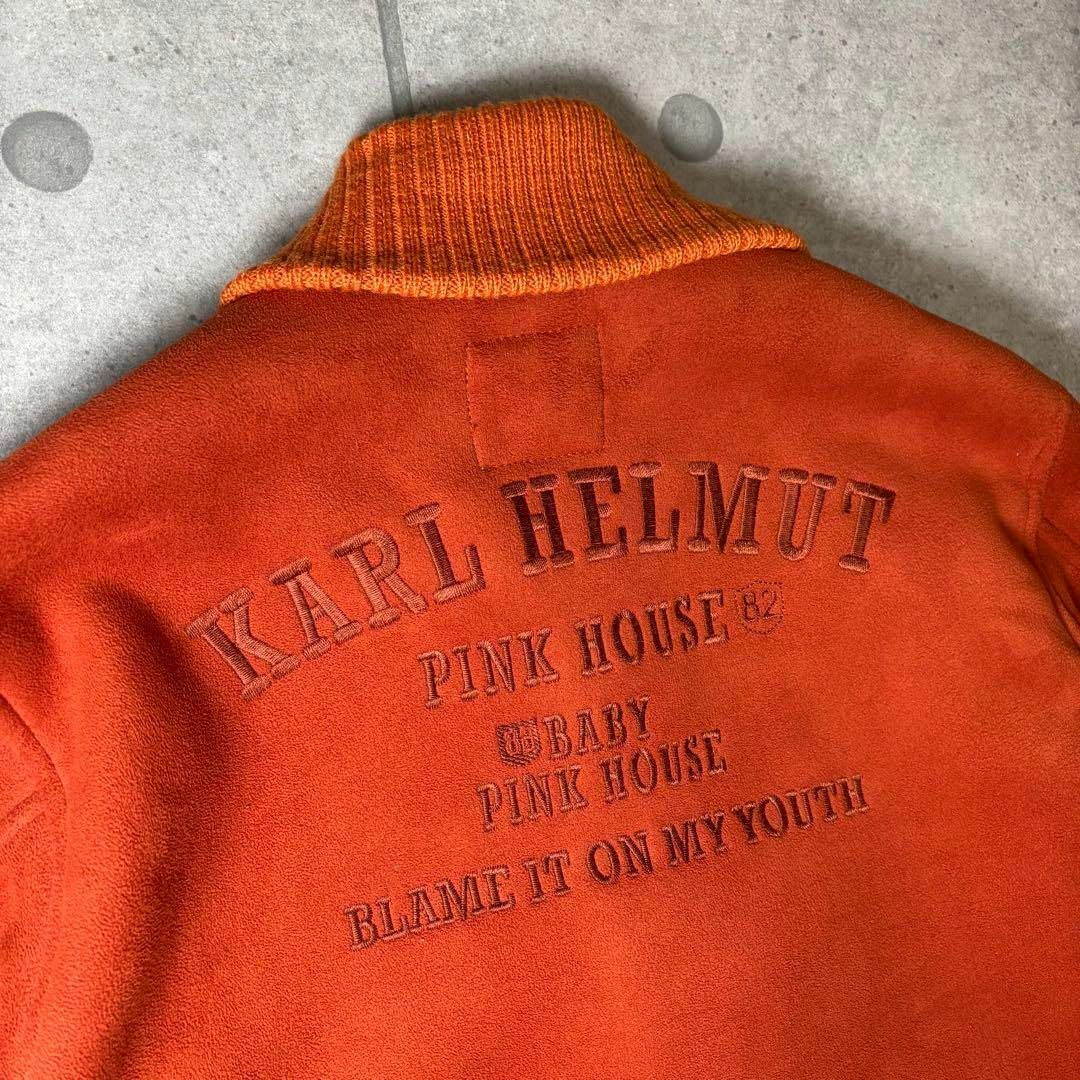 KARL HELMUT
PINK HOUSE 82
BABY
PINK HOUSE
BLAME IT ON MY YOUTH